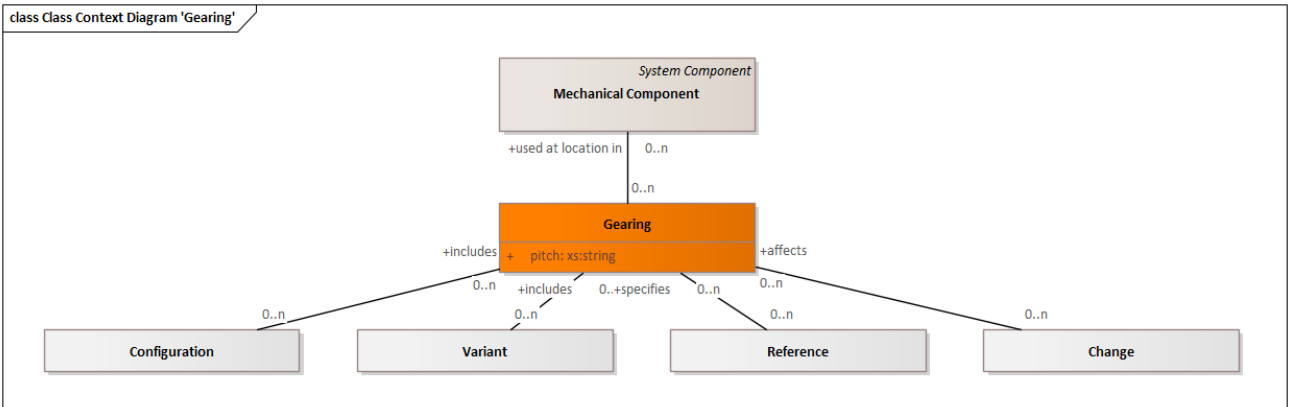 class Class Context Diagram 'Gearing'
System Component
Mechanical Component
+used at location in 0..n
0..n
Gearing
+ pitch: xs:string
+includes
+affects
0..n +includes 0..+specifies 0..n 0..n
0..n 0..n 0..n 0..n
Configuration Variant Reference Change